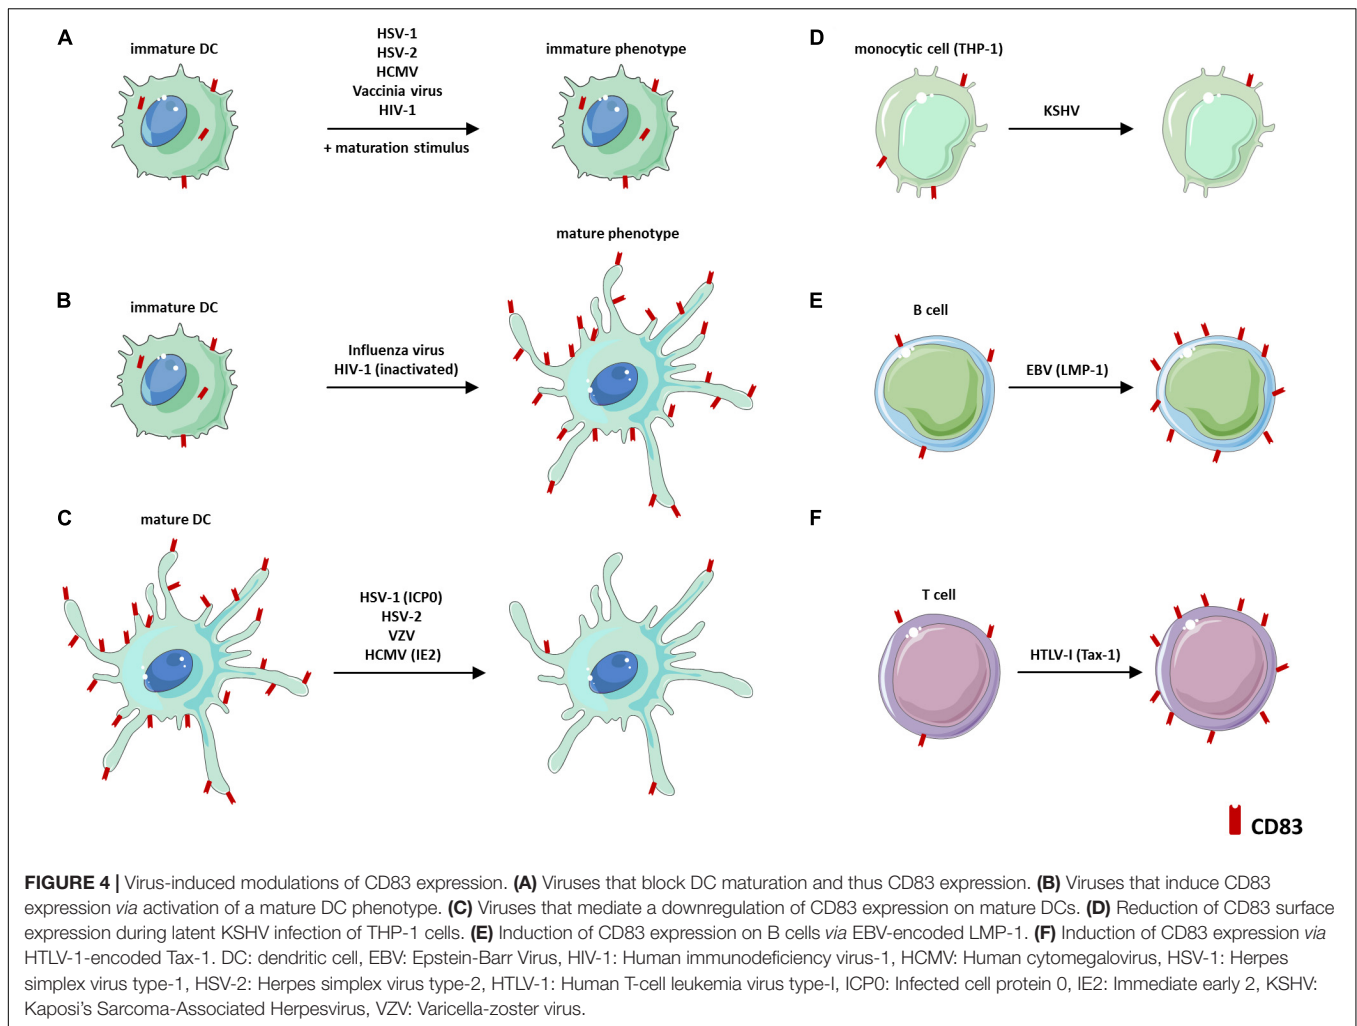 A
immature DC
HSV-1
HSV-2
HCMV
Vaccinia virus
HIV-1
+ maturation stimulus
immature phenotype
D
monocytic cell (THP-1)
KSHV
B
immature DC
Influenza virus
HIV-1 (inactivated)
mature phenotype
E
B cell
EBV (LMP-1)
C
mature DC
HSV-1 (ICP0)
HSV-2
VZV
HCMV (IE2)
F
T cell
HTLV-I (Tax-1)
CD83
FIGURE 4 | Virus-induced modulations of CD83 expression. (A) Viruses that block DC maturation and thus CD83 expression. (B) Viruses that induce CD83
expression via activation of a mature DC phenotype. (C) Viruses that mediate a downregulation of CD83 expression on mature DCs. (D) Reduction of CD83 surface
expression during latent KSHV infection of THP-1 cells. (E) Induction of CD83 expression on B cells via EBV-encoded LMP-1. (F) Induction of CD83 expression via
HTLV-1-encoded Tax-1. DC: dendritic cell, EBV: Epstein-Barr Virus, HIV-1: Human immunodeficiency virus-1, HCMV: Human cytomegalovirus, HSV-1: Herpes
simplex virus type-1, HSV-2: Herpes simplex virus type-2, HTLV-1: Human T-cell leukemia virus type-I, ICP0: Infected cell protein 0, IE2: Immediate early 2, KSHV:
Kaposi's Sarcoma-Associated Herpesvirus, VZV: Varicella-zoster virus.